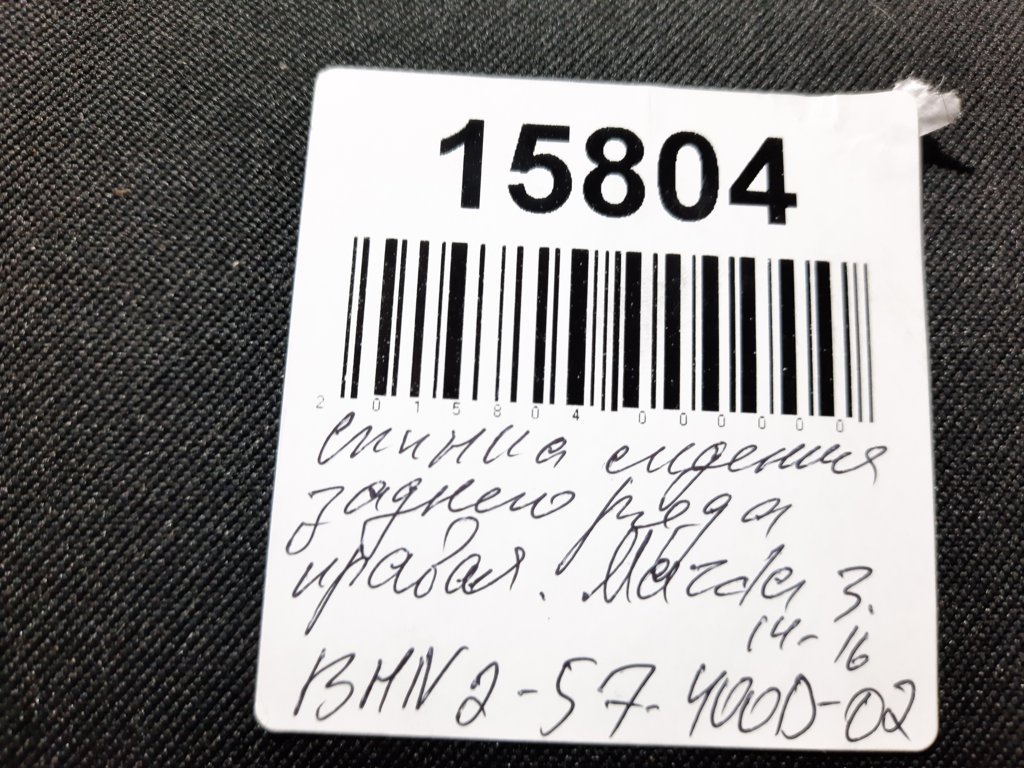 15804
2015804000000
спинка сидения
заднего ряда
правая. Mazda 3.
14-16
BHN2-57-400D-02